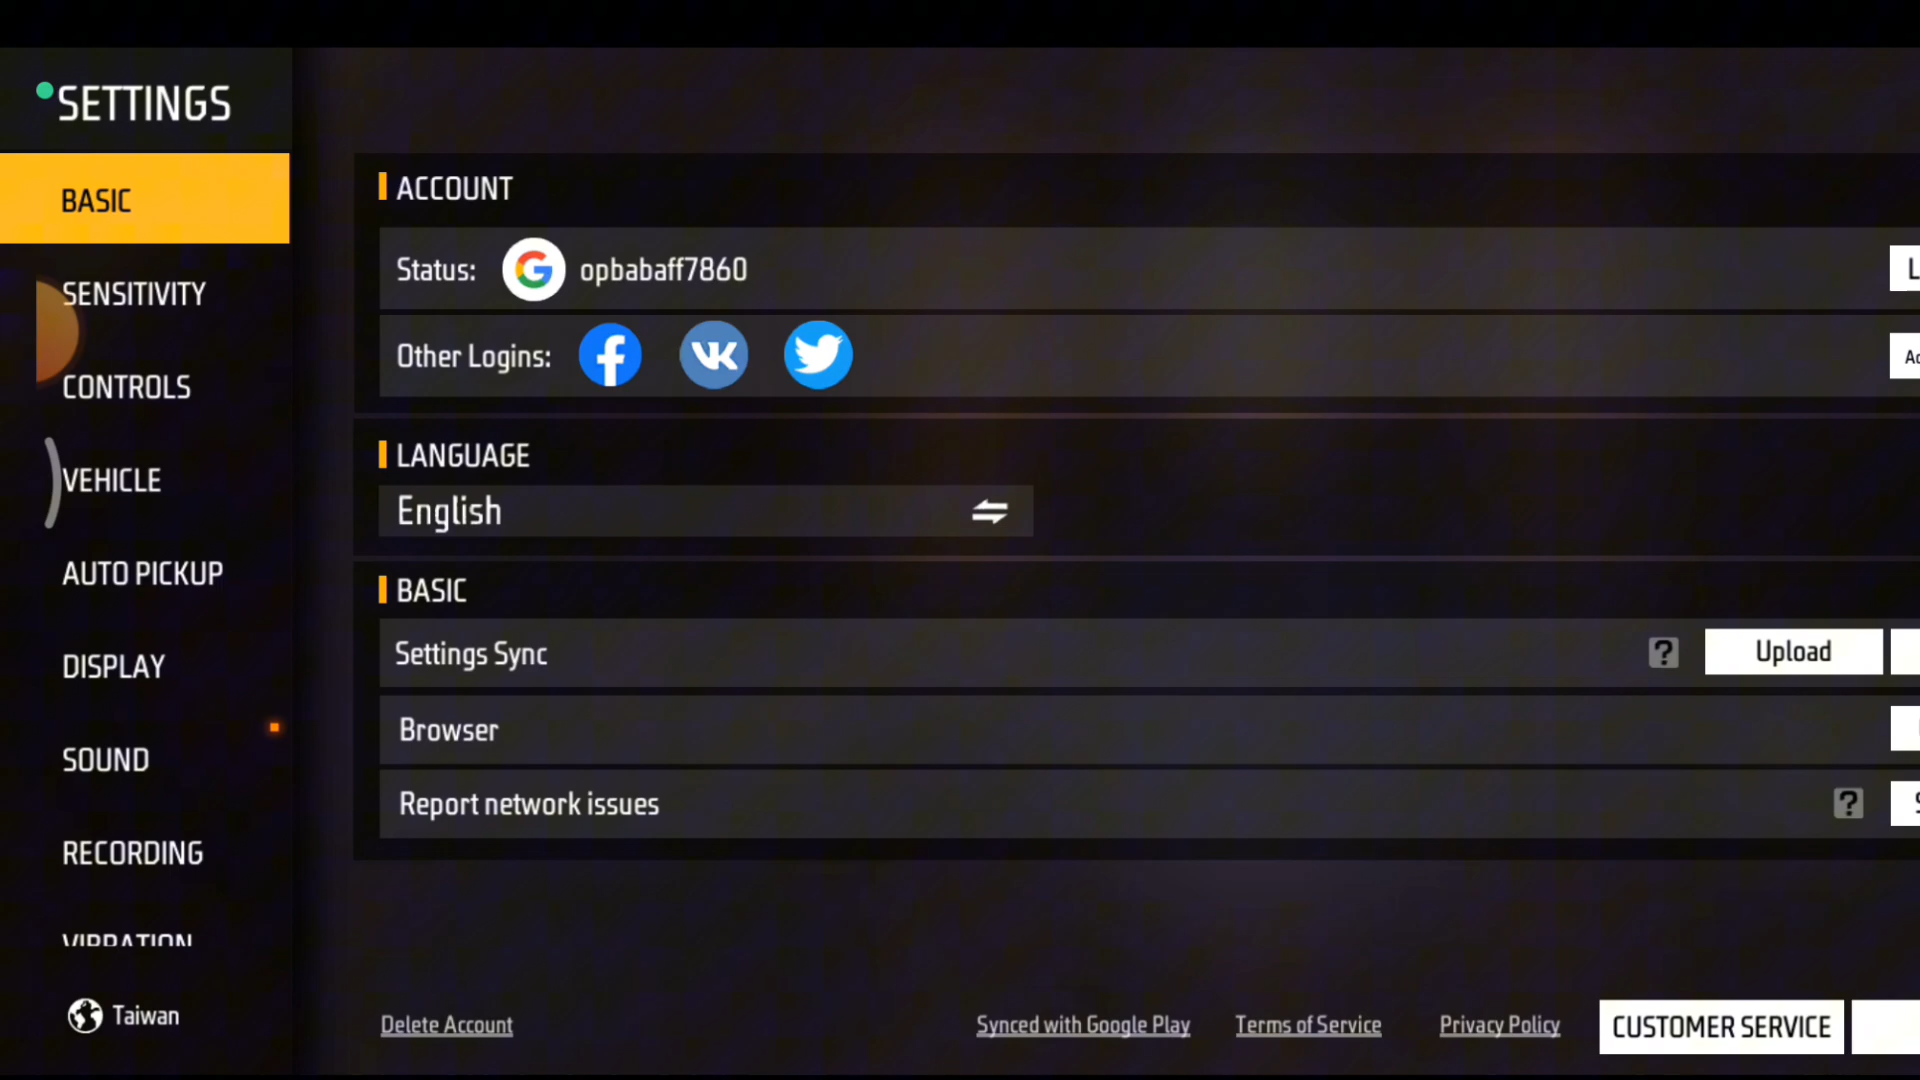 SETTINGS
BASIC
SENSITIVITY
CONTROLS
VEHICLE
AUTO PICKUP
DISPLAY
SOUND
RECORDING
VIBRATION
Taiwan
ACCOUNT
Status: opbabaff7860
Other Logins:
LANGUAGE
English
BASIC
Settings Sync ? Upload
Browser
Report network issues ?
Delete Account Synced with Google Play Terms of Service Privacy Policy CUSTOMER SERVICE